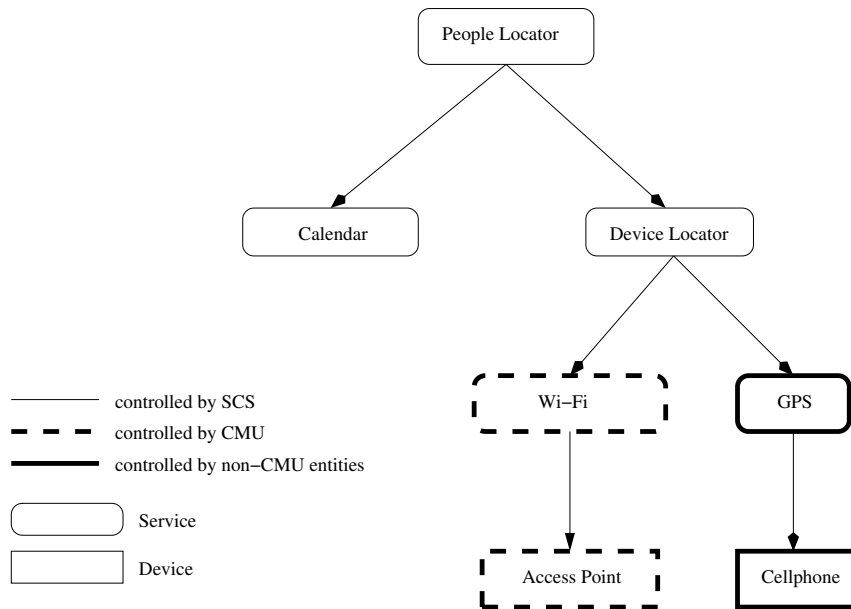 People Locator
Calendar
Device Locator
Wi−Fi
GPS
controlled by SCS
controlled by CMU
controlled by non−CMU entities
Service
Device
Access Point
Cellphone